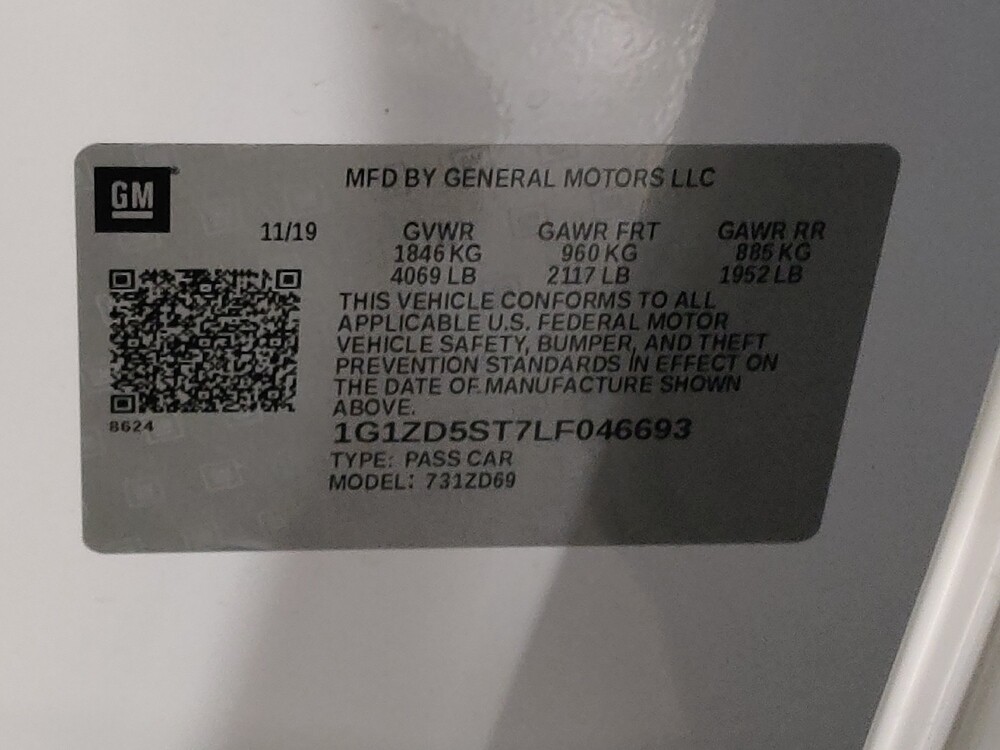 GM
MFD BY GENERAL MOTORS LLC
11/19 GVWR GAWR FRT GAWR RR
1846 KG 960 KG 885 KG
4069 LB 2117 LB 1952 LB
THIS VEHICLE CONFORMS TO ALL
APPLICABLE U.S. FEDERAL MOTOR
VEHICLE SAFETY, BUMPER, AND THEFT
PREVENTION STANDARDS IN EFFECT ON
THE DATE OF MANUFACTURE SHOWN
ABOVE.
8624
1G1ZD5ST7LF046693
TYPE: PASS CAR
MODEL: 731ZD69